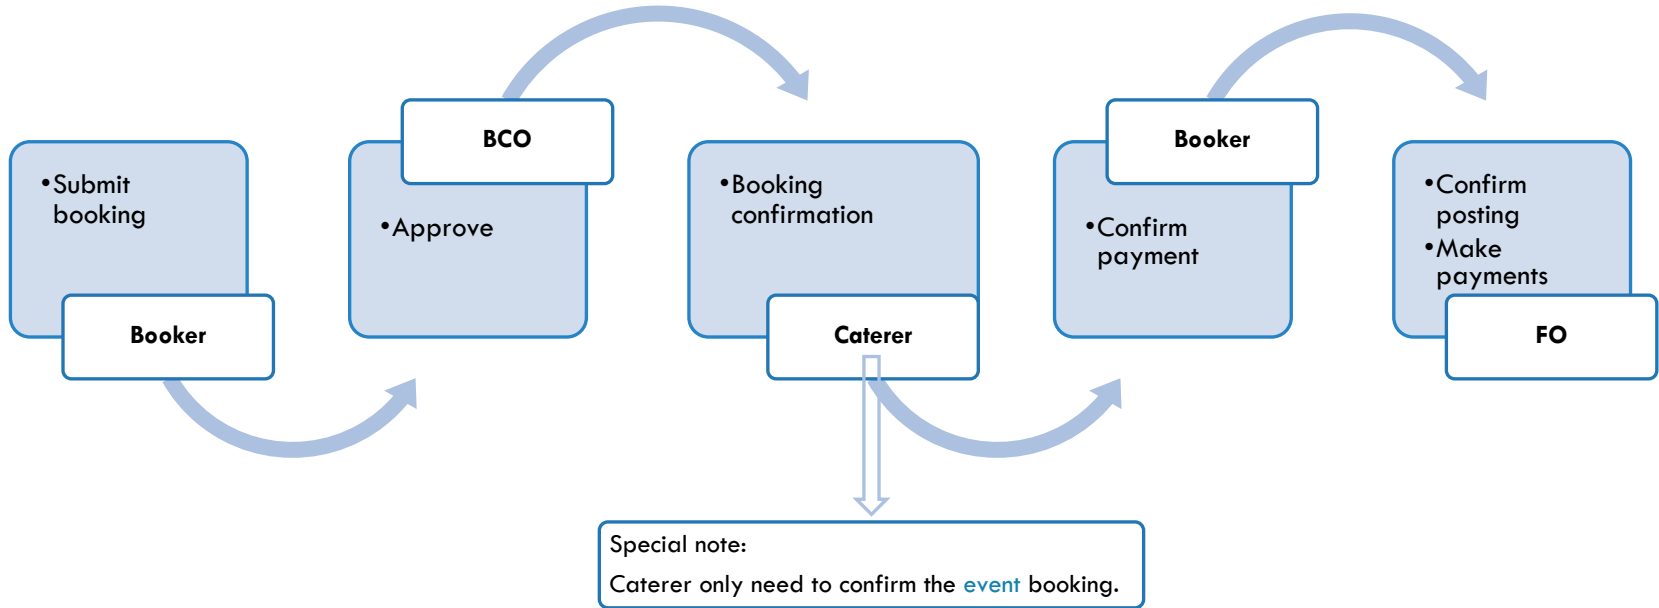 •Submit
booking
Booker
BCO
•Approve
•Booking
confirmation
Caterer
Booker
•Confirm
payment
•Confirm
posting
•Make
payments
FO
Special note:
Caterer only need to confirm the event booking.